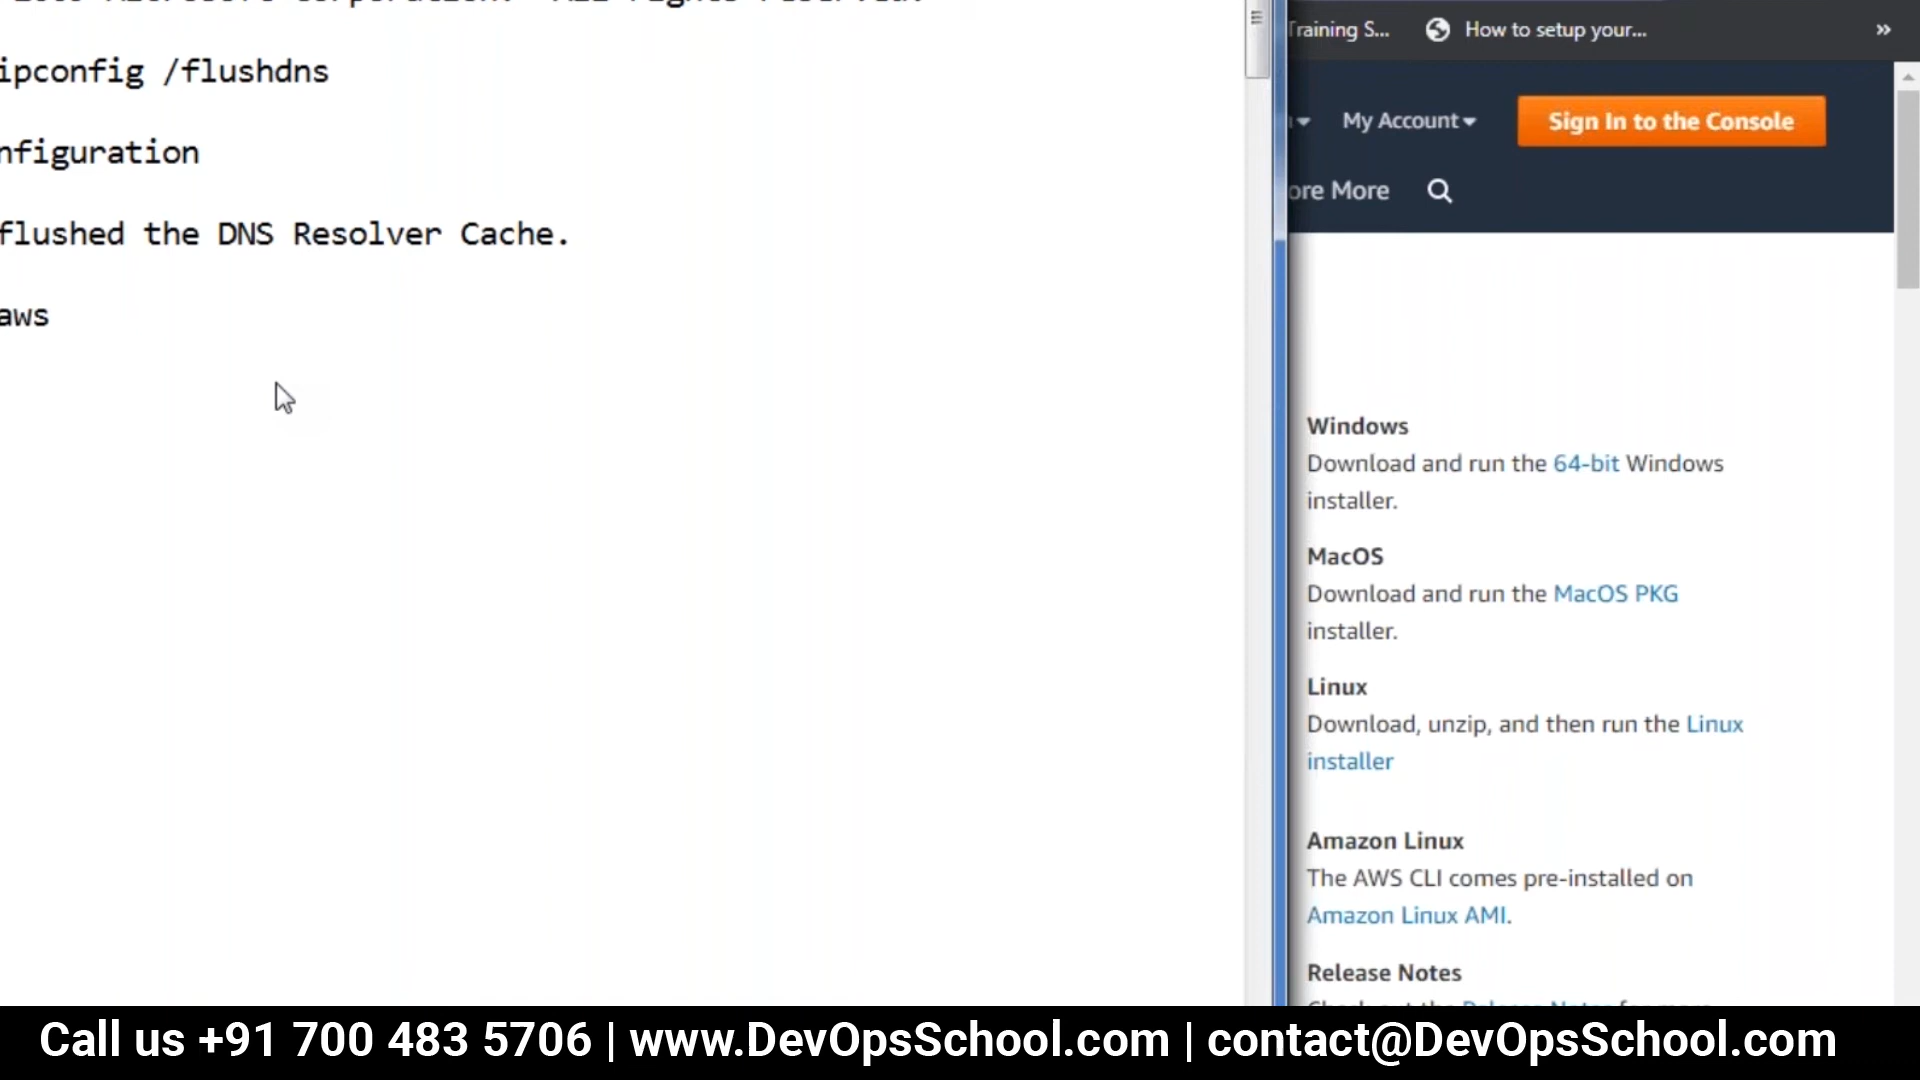 ipconfig /flushdns
nfiguration
flushed the DNS Resolver Cache.
aws
Training S...
How to setup your...
»
My Account
Sign In to the Console
ore More
Windows
Download and run the 64-bit Windows
installer.
MacOS
Download and run the MacOS PKG
installer.
Linux
Download, unzip, and then run the Linux
installer
Amazon Linux
The AWS CLI comes pre-installed on
Amazon Linux AMI.
Release Notes
Call us +91 700 483 5706 | www.DevOpsSchool.com | contact@DevOpsSchool.com